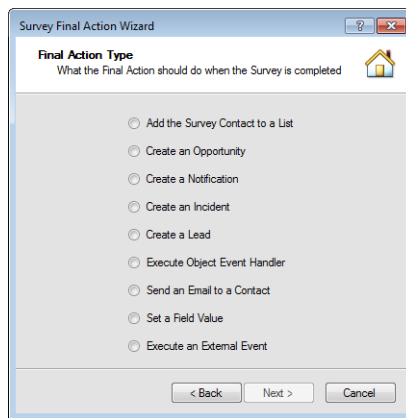 Survey Final Action Wizard
Final Action Type
What the Final Action should do when the Survey is completed
Add the Survey Contact to a List
Create an Opportunity
Create a Notification
Create an Incident
Create a Lead
Execute Object Event Handler
Send an Email to a Contact
Set a Field Value
Execute an External Event
< Back Next > Cancel